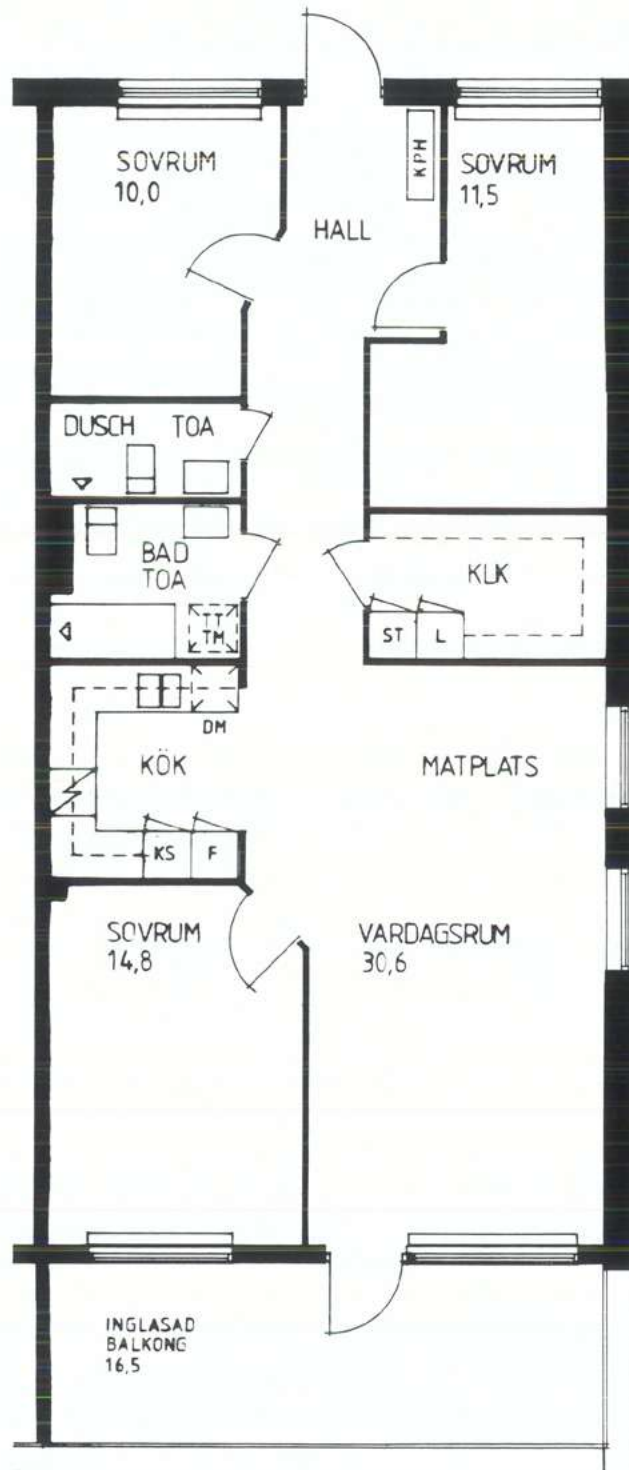 SOVRUM
10,0
KPH
SOVRUM
11,5
HALL
DUSCH TOA
BAD
TOA
TT
TM
KLK
ST L
DM
KÖK
MATPLATS
KS F
SOVRUM
14,8
VARDAGSRUM
30,6
INGLASAD
BALKONG
16,5